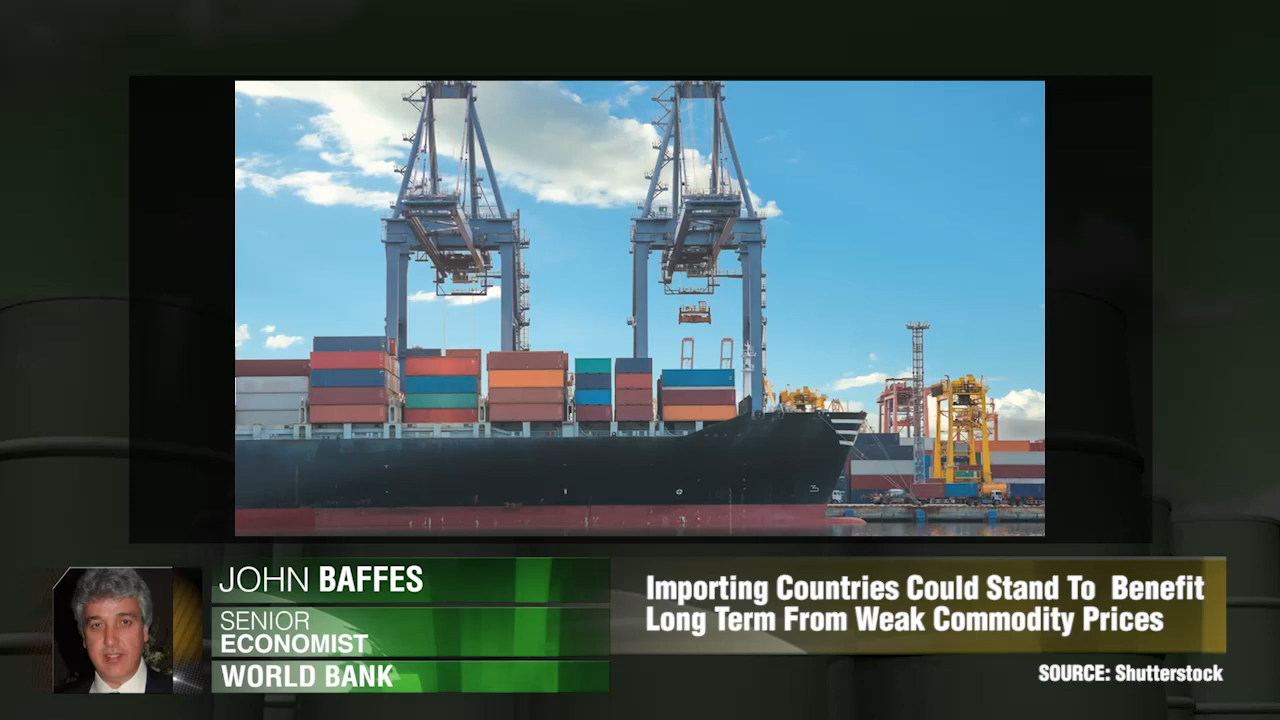 JOHN BAFFES
SENIOR
ECONOMIST
WORLD BANK
Importing Countries Could Stand To  Benefit
Long Term From Weak Commodity Prices
SOURCE: Shutterstock